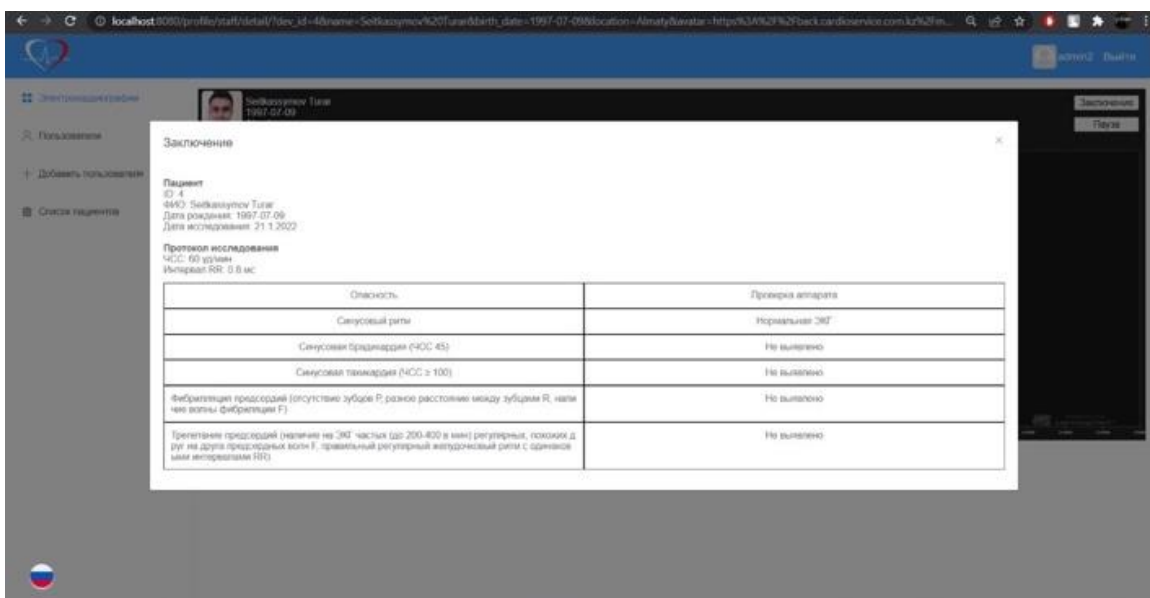 localhost:8080/profile/staff/detail/?dev_id=4&name=Seitkassymov%20Turar&birth_date=1997-07-09&location=Almaty&avatar=https%3A%2F%2Fback.cardioservice.com.kz%2Fm...
admin2 Выйти
Электрокардиографии
Seitkassymov Turar
Заключение
1997-07-09
Пауза
Пользователи
Заключение
Добавить пользователя
Пациент
ID: 4
ФИО: Seitkassymov Turar
Список пациентов
Дата рождения: 1997-07-09
Дата исследования: 21.1.2022
Протокол исследования
ЧСС: 60 уд/мин
Интервал RR: 0.8 мс
Опасность Проверка аппарата
Синусовый ритм Нормальная ЭКГ
Синусовая брадикардия (ЧСС 45) Не выявлено
Синусовая тахикардия (ЧСС ≥ 100) Не выявлено
Фибрилляция предсердий (отсутствие зубцов P, разное расстояние между зубцами R, нали
чие волны фибриляции F) Не выявлено
Трепетание предсердий (наличие на ЭКГ частых (до 200-400 в мин) регулярных, похожих д
руг на друга предсердных волн F, правильный регулярный желудочковый ритм с одинаков
ыми интервалами RR) Не выявлено